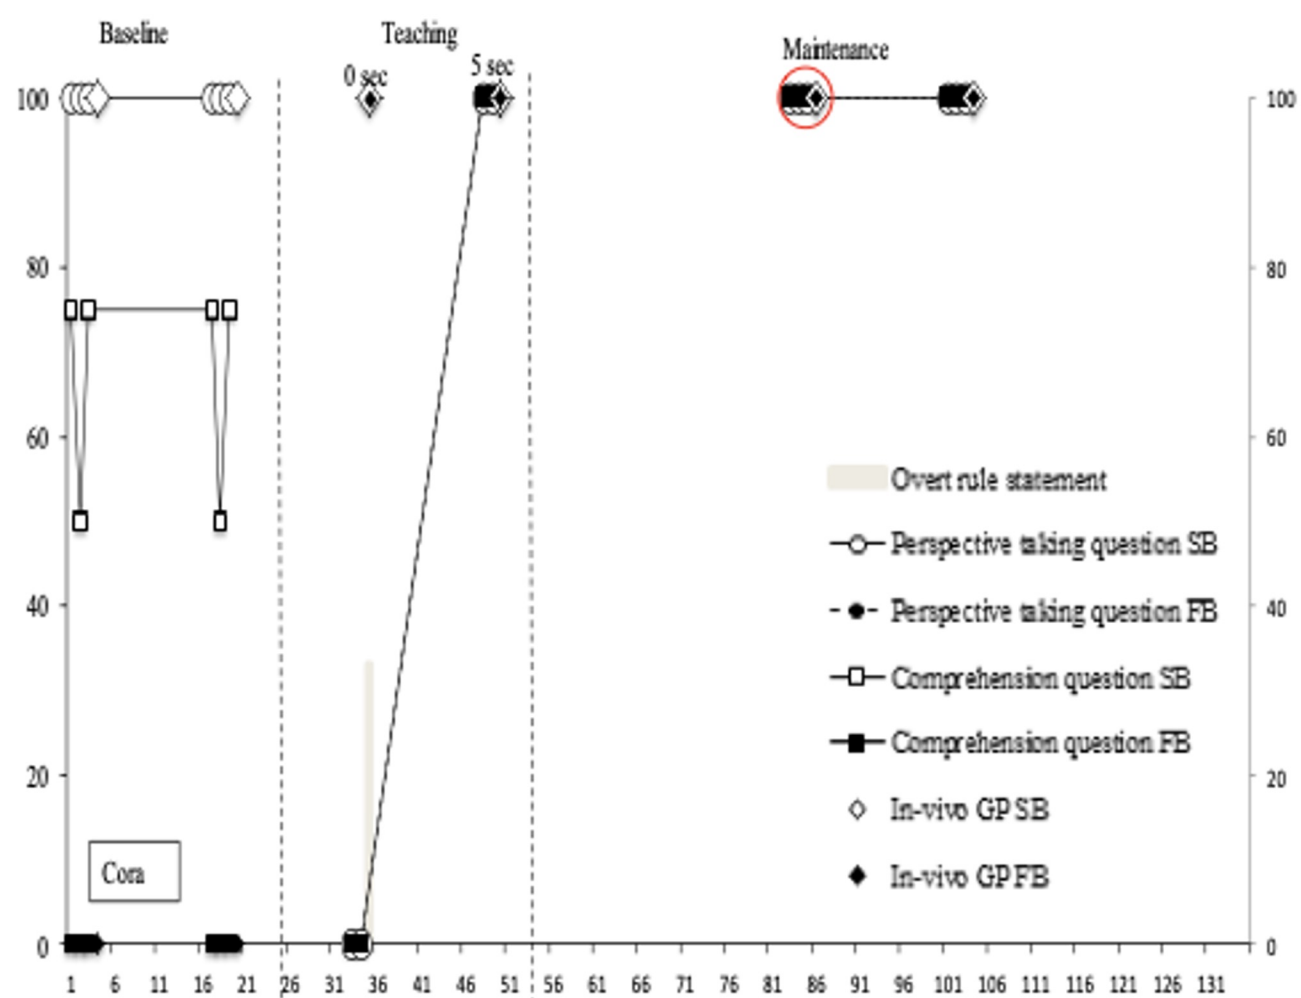 Baseline
Teaching
Maintenance
0 sec
5 sec
100
100
80
80
60
60
40
40
20
20
0
0
Overt rule statement
Perspective taking question SB
Perspective taking question FB
Comprehension question SB
Comprehension question FB
In-vivo GP SB
In-vivo GP FB
Cora
1 6 11 16 21 26 31 36 41 46 51 56 61 66 71 76 81 86 91 96 101 106 111 116 121 126 131